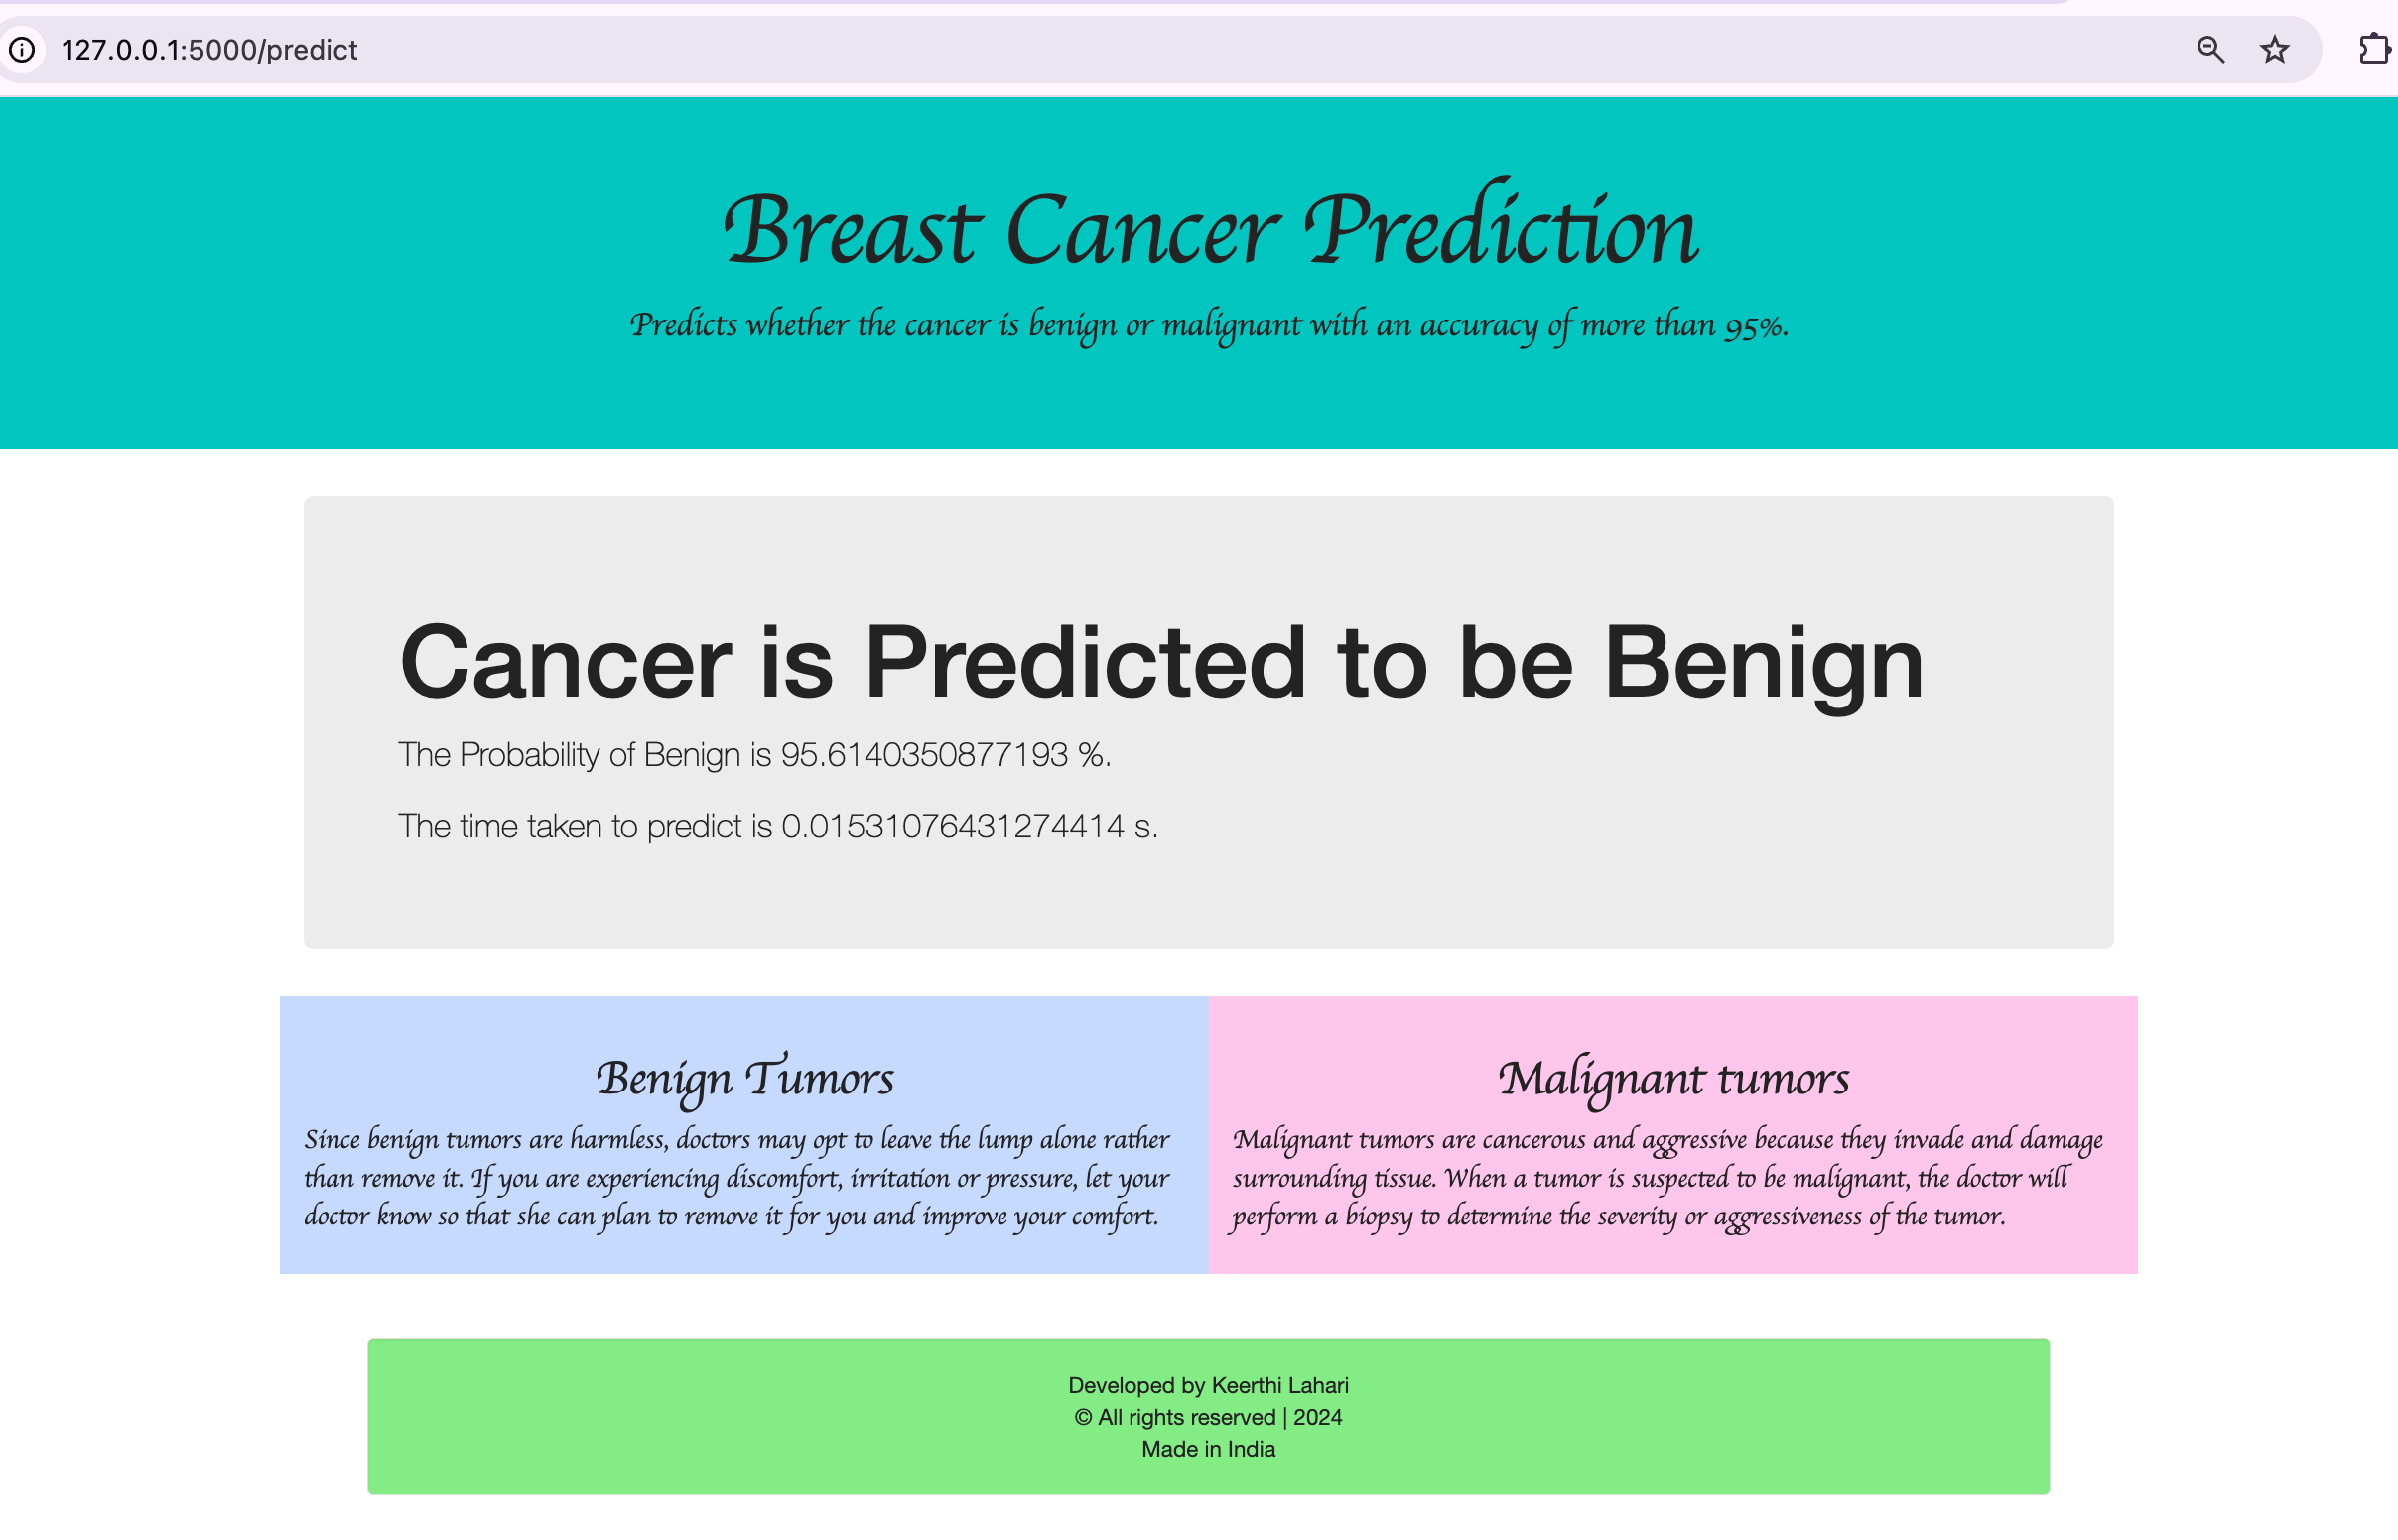 127.0.0.1:5000/predict
Breast Cancer Prediction
Predicts whether the cancer is benign or malignant with an accuracy of more than 95%.
Cancer is Predicted to be Benign
The Probability of Benign is 95.6140350877193 %.
The time taken to predict is 0.01531076431274414 s.
Benign Tumors
Since benign tumors are harmless, doctors may opt to leave the lump alone rather
than remove it. If you are experiencing discomfort, irritation or pressure, let your
doctor know so that she can plan to remove it for you and improve your comfort.
Malignant tumors
Malignant tumors are cancerous and aggressive because they invade and damage
surrounding tissue. When a tumor is suspected to be malignant, the doctor will
perform a biopsy to determine the severity or aggressiveness of the tumor.
Developed by Keerthi Lahari
© All rights reserved | 2024
Made in India